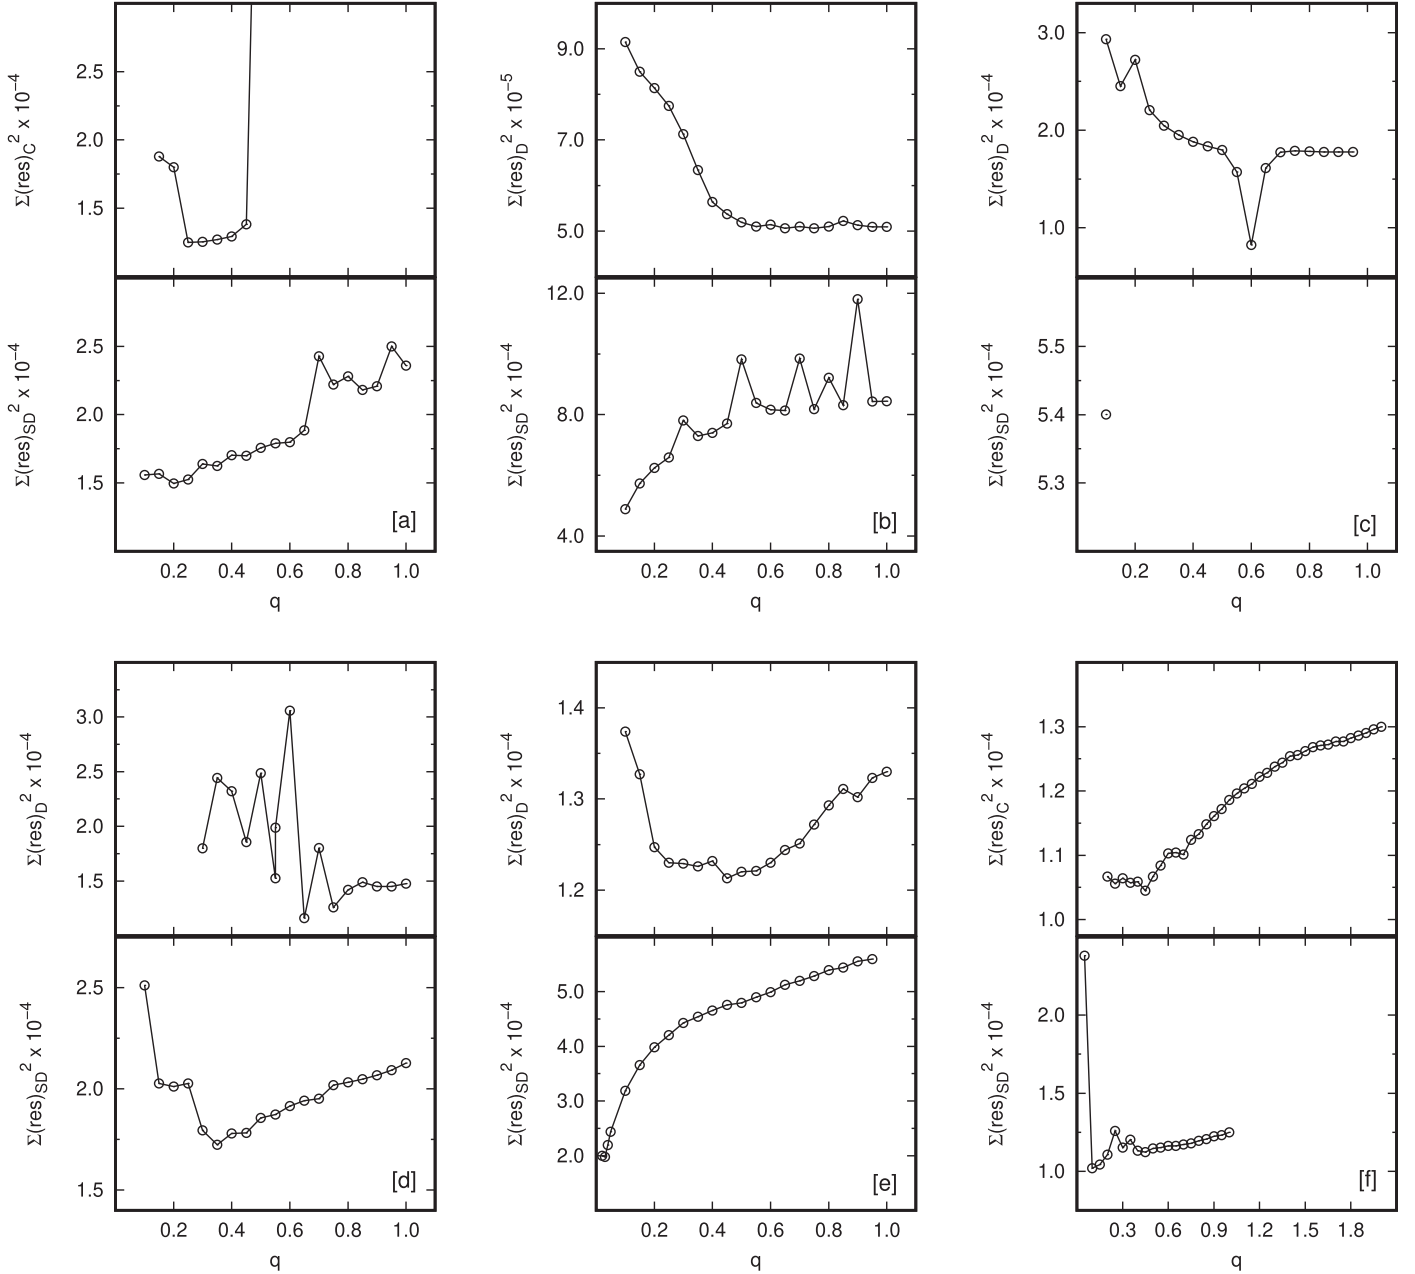 Σ(res)C² x 10⁻⁴
2.5
2.0
1.5
Σ(res)SD² x 10⁻⁴
2.5
2.0
1.5
[a]
0.2 0.4 0.6 0.8 1.0
q
Σ(res)D² x 10⁻⁵
9.0
7.0
5.0
Σ(res)SD² x 10⁻⁴
12.0
8.0
4.0
[b]
0.2 0.4 0.6 0.8 1.0
q
Σ(res)D² x 10⁻⁴
3.0
2.0
1.0
Σ(res)SD² x 10⁻⁴
5.5
5.4
5.3
[c]
0.2 0.4 0.6 0.8 1.0
q
Σ(res)D² x 10⁻⁴
3.0
2.5
2.0
1.5
Σ(res)SD² x 10⁻⁴
2.5
2.0
1.5
[d]
0.2 0.4 0.6 0.8 1.0
q
Σ(res)D² x 10⁻⁴
1.4
1.3
1.2
Σ(res)SD² x 10⁻⁴
5.0
4.0
3.0
2.0
[e]
0.2 0.4 0.6 0.8 1.0
q
Σ(res)C² x 10⁻⁴
1.3
1.2
1.1
1.0
Σ(res)SD² x 10⁻⁴
2.0
1.5
1.0
[f]
0.3 0.6 0.9 1.2 1.5 1.8
q